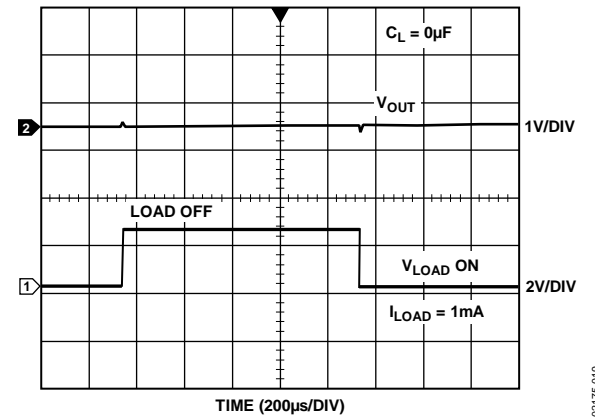 C_L = 0µF
V_OUT
2
1V/DIV
LOAD OFF
V_LOAD ON
1
2V/DIV
I_LOAD = 1mA
TIME (200µs/DIV)